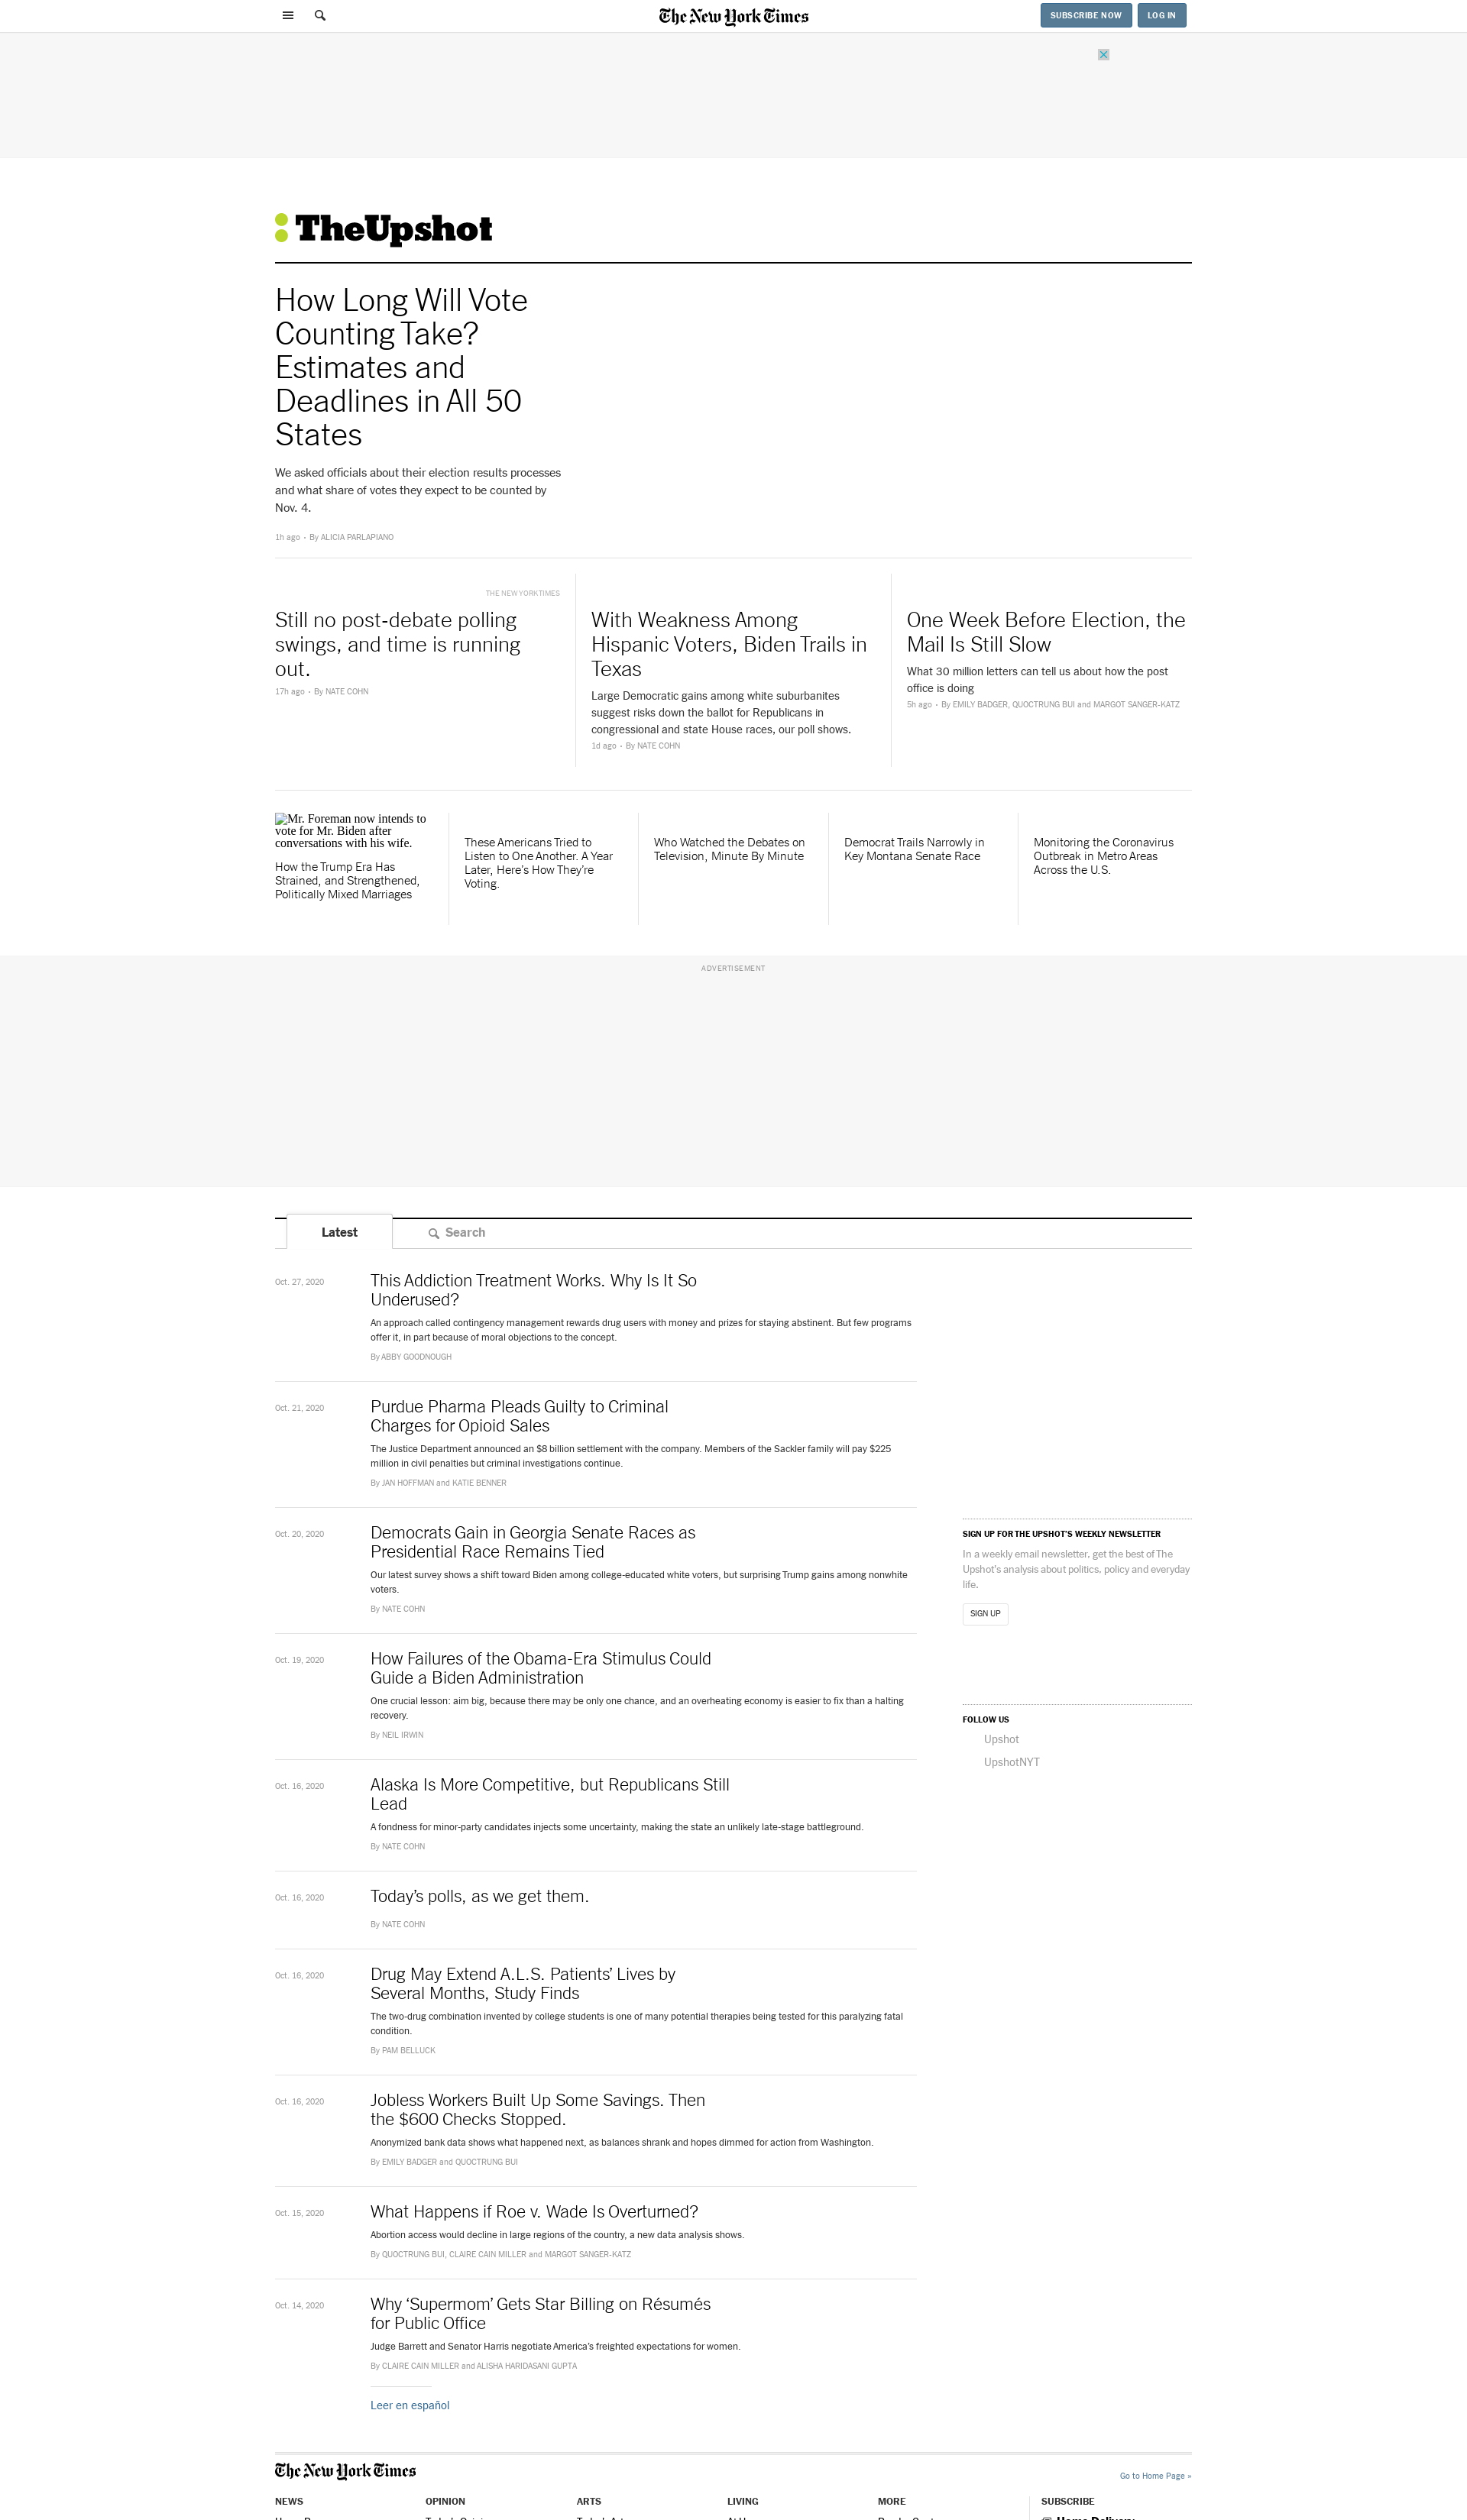 The New York Times
SUBSCRIBE NOW
LOG IN
TheUpshot
How Long Will Vote
Counting Take?
Estimates and
Deadlines in All 50
States
We asked officials about their election results processes
and what share of votes they expect to be counted by
Nov. 4.
1h ago • By ALICIA PARLAPIANO
THE NEW YORK TIMES
Still no post-debate polling
swings, and time is running
out.
17h ago • By NATE COHN
With Weakness Among
Hispanic Voters, Biden Trails in
Texas
Large Democratic gains among white suburbanites
suggest risks down the ballot for Republicans in
congressional and state House races, our poll shows.
1d ago • By NATE COHN
One Week Before Election, the
Mail Is Still Slow
What 30 million letters can tell us about how the post
office is doing
5h ago • By EMILY BADGER, QUOCTRUNG BUI and MARGOT SANGER-KATZ
Mr. Foreman now intends to
vote for Mr. Biden after
conversations with his wife.
How the Trump Era Has
Strained, and Strengthened,
Politically Mixed Marriages
These Americans Tried to
Listen to One Another. A Year
Later, Here’s How They’re
Voting.
Who Watched the Debates on
Television, Minute By Minute
Democrat Trails Narrowly in
Key Montana Senate Race
Monitoring the Coronavirus
Outbreak in Metro Areas
Across the U.S.
ADVERTISEMENT
Latest
Search
Oct. 27, 2020
This Addiction Treatment Works. Why Is It So
Underused?
An approach called contingency management rewards drug users with money and prizes for staying abstinent. But few programs
offer it, in part because of moral objections to the concept.
By ABBY GOODNOUGH
Oct. 21, 2020
Purdue Pharma Pleads Guilty to Criminal
Charges for Opioid Sales
The Justice Department announced an $8 billion settlement with the company. Members of the Sackler family will pay $225
million in civil penalties but criminal investigations continue.
By JAN HOFFMAN and KATIE BENNER
Oct. 20, 2020
Democrats Gain in Georgia Senate Races as
Presidential Race Remains Tied
Our latest survey shows a shift toward Biden among college-educated white voters, but surprising Trump gains among nonwhite
voters.
By NATE COHN
Oct. 19, 2020
How Failures of the Obama-Era Stimulus Could
Guide a Biden Administration
One crucial lesson: aim big, because there may be only one chance, and an overheating economy is easier to fix than a halting
recovery.
By NEIL IRWIN
Oct. 16, 2020
Alaska Is More Competitive, but Republicans Still
Lead
A fondness for minor-party candidates injects some uncertainty, making the state an unlikely late-stage battleground.
By NATE COHN
Oct. 16, 2020
Today’s polls, as we get them.
By NATE COHN
Oct. 16, 2020
Drug May Extend A.L.S. Patients’ Lives by
Several Months, Study Finds
The two-drug combination invented by college students is one of many potential therapies being tested for this paralyzing fatal
condition.
By PAM BELLUCK
Oct. 16, 2020
Jobless Workers Built Up Some Savings. Then
the $600 Checks Stopped.
Anonymized bank data shows what happened next, as balances shrank and hopes dimmed for action from Washington.
By EMILY BADGER and QUOCTRUNG BUI
Oct. 15, 2020
What Happens if Roe v. Wade Is Overturned?
Abortion access would decline in large regions of the country, a new data analysis shows.
By QUOCTRUNG BUI, CLAIRE CAIN MILLER and MARGOT SANGER-KATZ
Oct. 14, 2020
Why ‘Supermom’ Gets Star Billing on Résumés
for Public Office
Judge Barrett and Senator Harris negotiate America’s freighted expectations for women.
By CLAIRE CAIN MILLER and ALISHA HARIDASANI GUPTA
Leer en español
SIGN UP FOR THE UPSHOT’S WEEKLY NEWSLETTER
In a weekly email newsletter, get the best of The
Upshot’s analysis about politics, policy and everyday
life.
SIGN UP
FOLLOW US
Upshot
UpshotNYT
The New York Times
Go to Home Page »
NEWS
OPINION
ARTS
LIVING
MORE
SUBSCRIBE